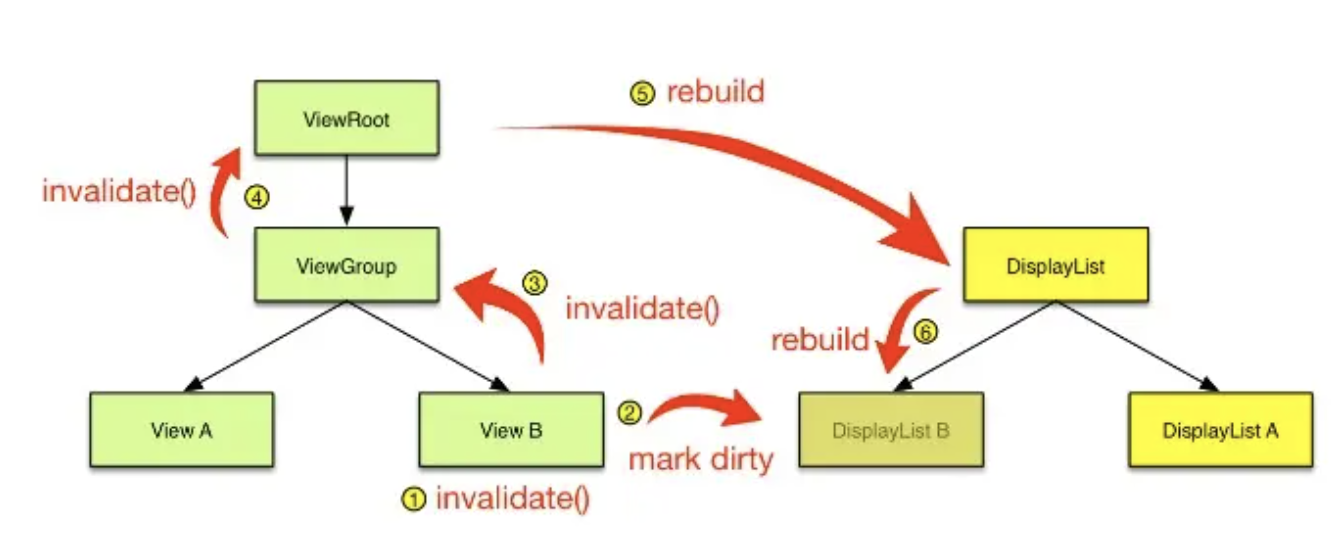 ⑤ rebuild
ViewRoot
invalidate()
④
ViewGroup
③
invalidate()
DisplayList
rebuild
⑥
View A
View B
②
mark dirty
DisplayList B
DisplayList A
① invalidate()